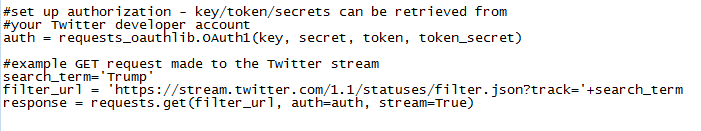 #set up authorization - key/token/secrets can be retrieved from
#your Twitter developer account
auth = requests_oauthlib.OAuth1(key, secret, token, token_secret)
#example GET request made to the Twitter stream
search_term='Trump'
filter_url = 'https://stream.twitter.com/1.1/statuses/filter.json?track='+search_term
response = requests.get(filter_url, auth=auth, stream=True)